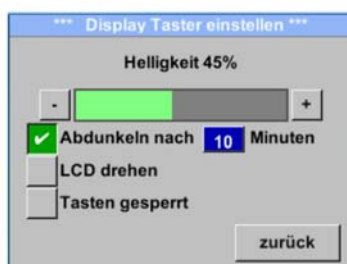 *** Display Taster einstellen ***
Helligkeit 45%
- +
Abdunkeln nach 10 Minuten
LCD drehen
Tasten gesperrt
zurück